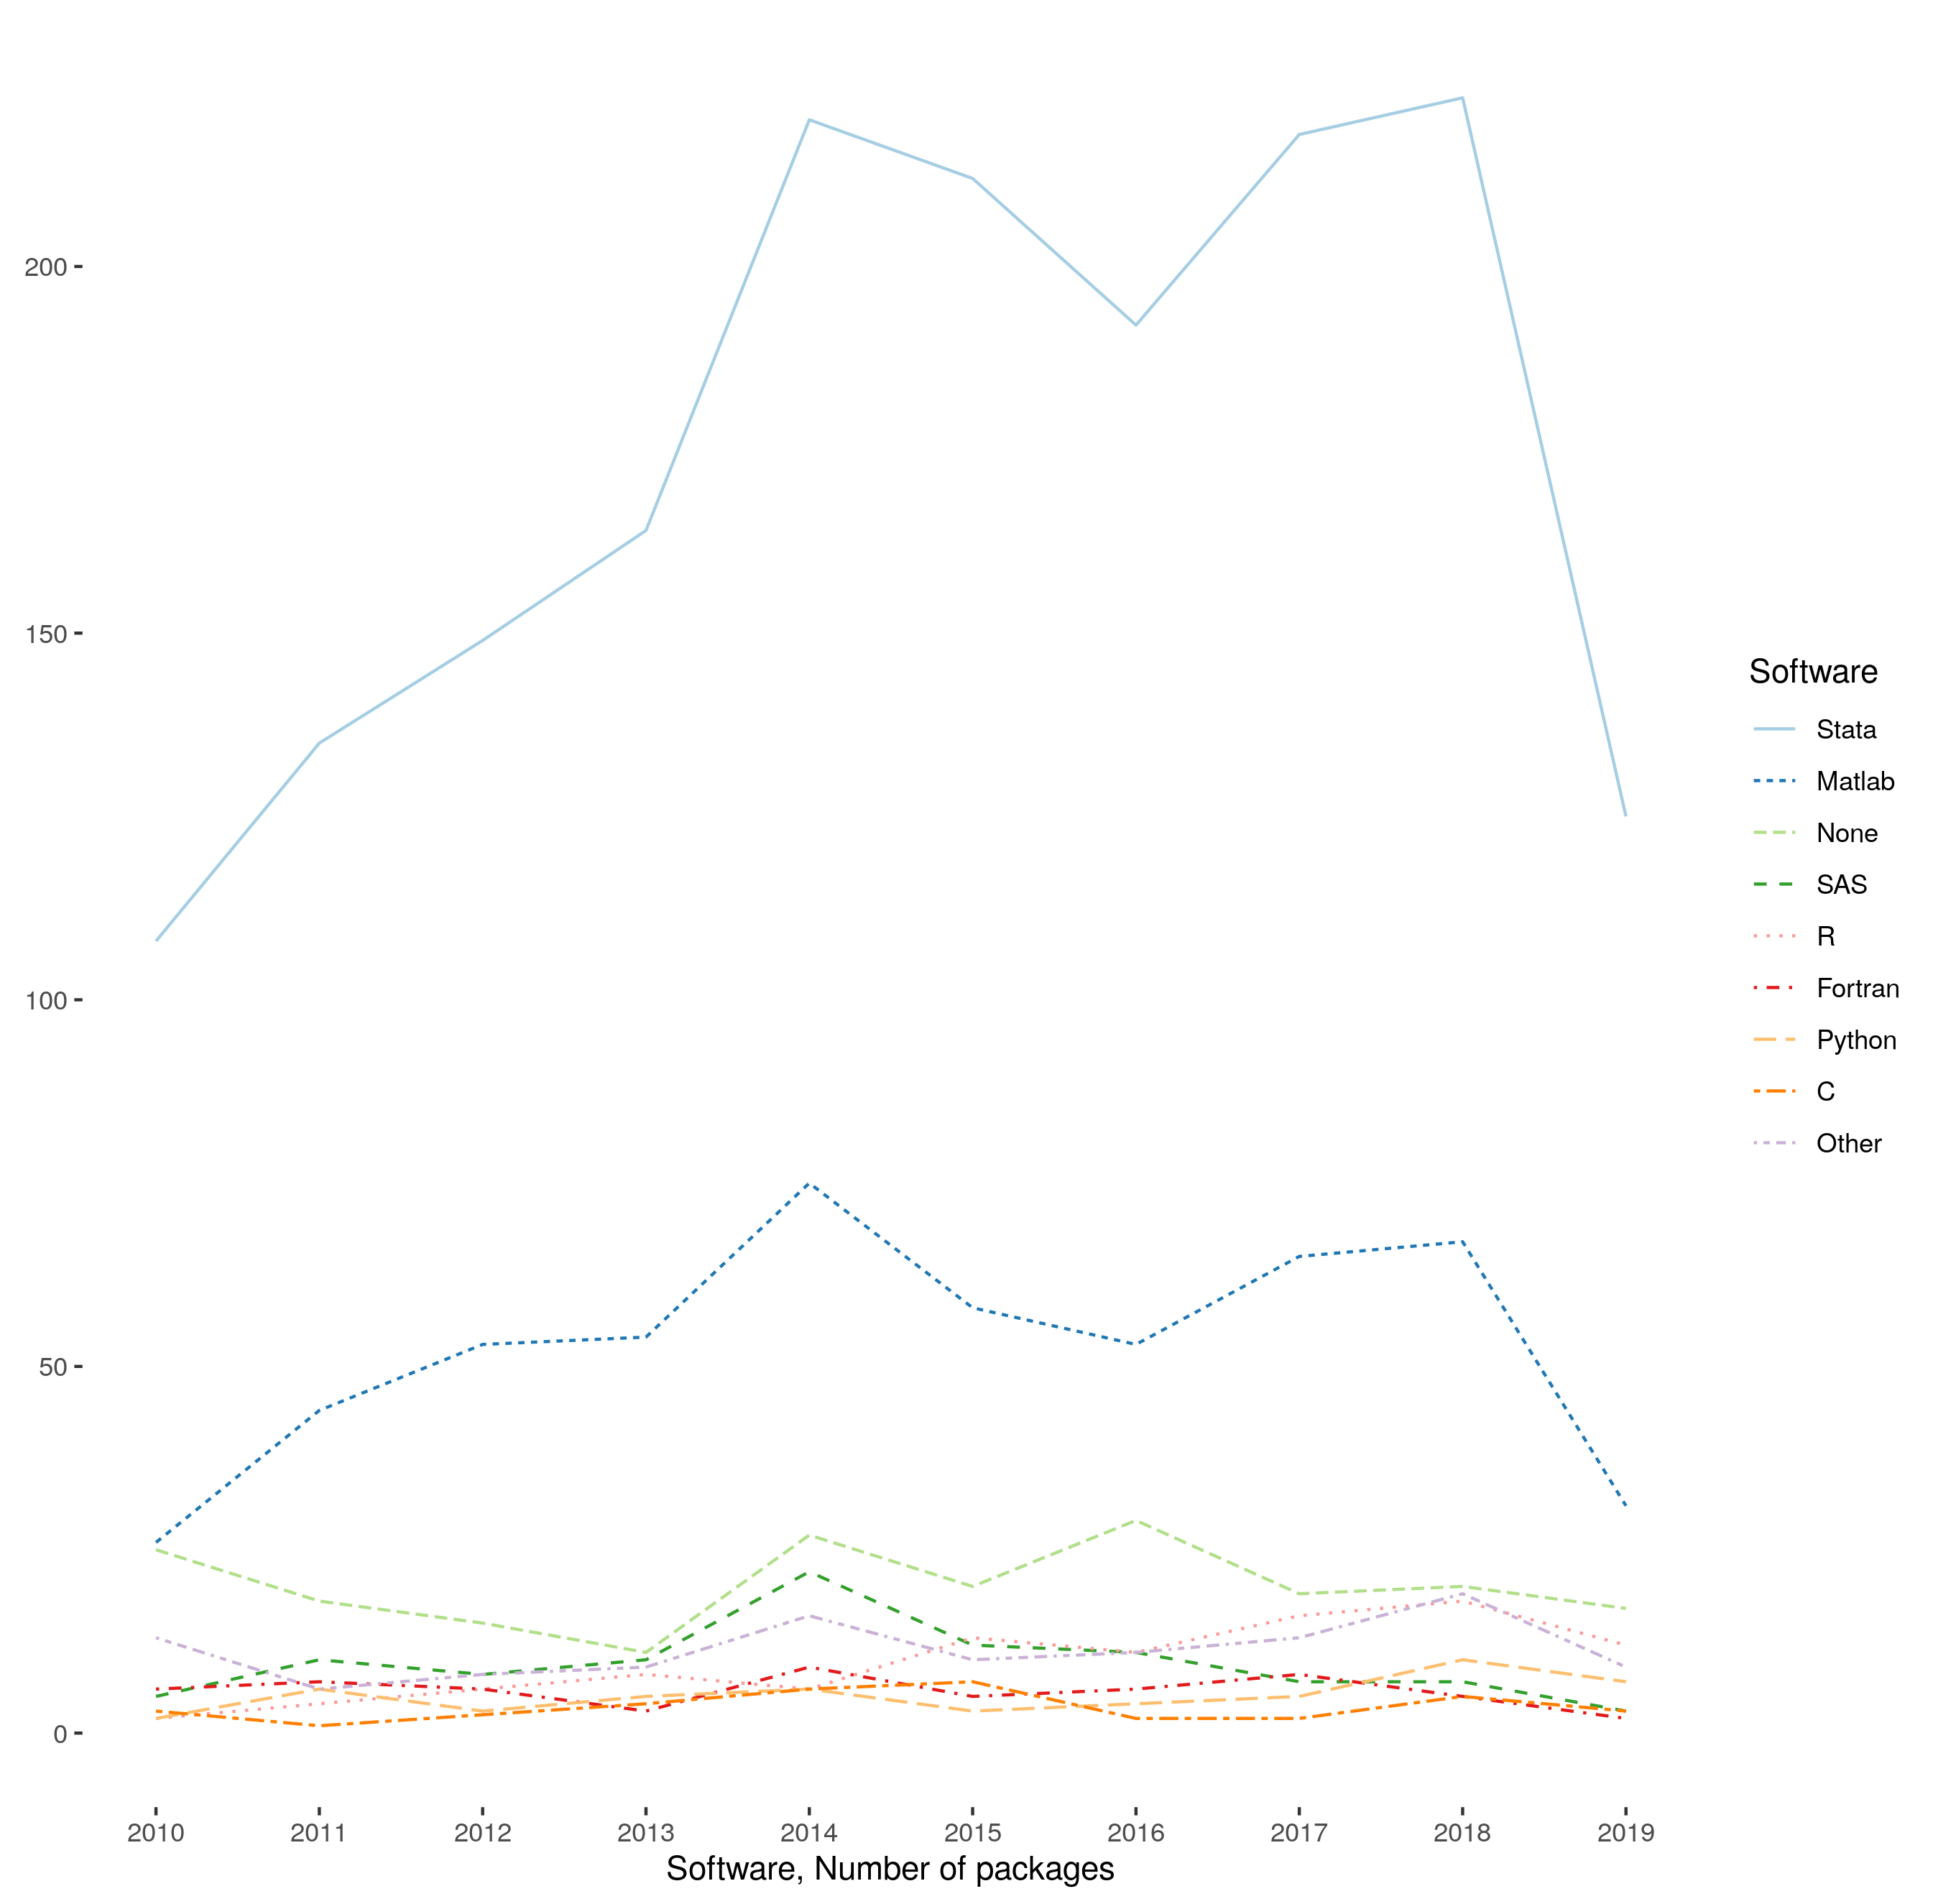 200
150
100
50
0
2010 2011 2012 2013 2014 2015 2016 2017 2018 2019
Software, Number of packages
Software
Stata
Matlab
None
SAS
R
Fortran
Python
C
Other